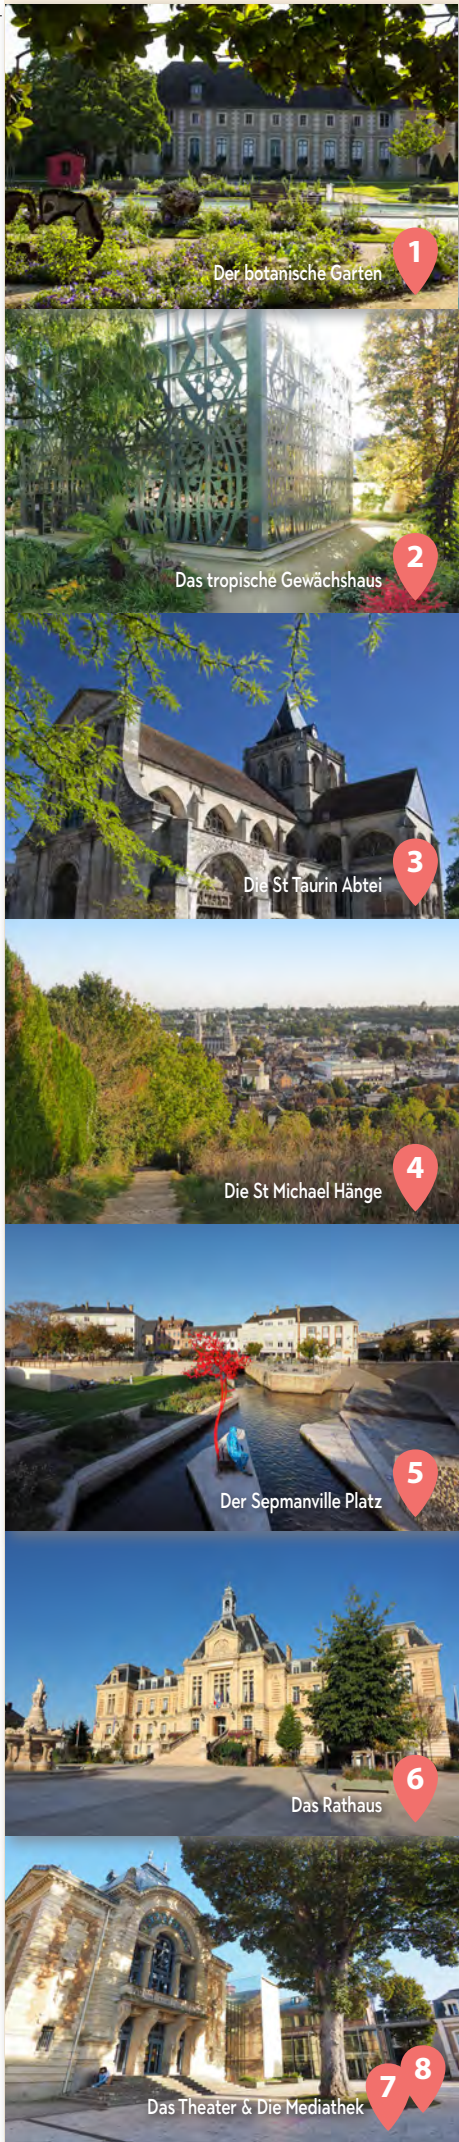 1
Der botanische Garten
2
Das tropische Gewächshaus
3
Die St Taurin Abtei
4
Die St Michael Hänge
5
Der Sepmanville Platz
6
Das Rathaus
7 8
Das Theater & Die Mediathek